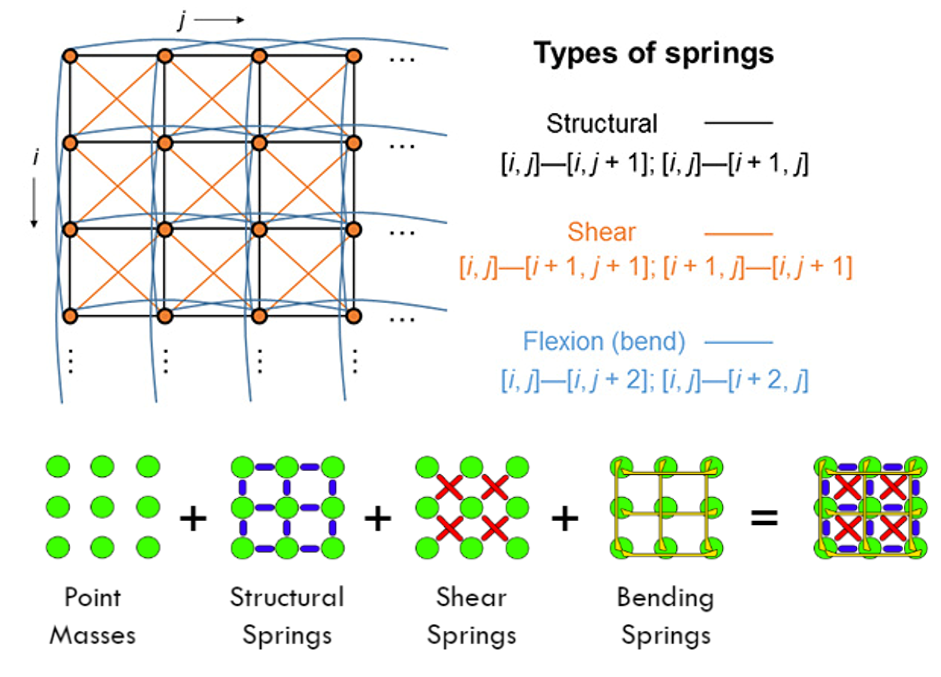 j
i
...
...
...
...
Types of springs
Structural
[i, j]—[i, j + 1]; [i, j]—[i + 1, j]
Shear
[i, j]—[i + 1, j + 1]; [i + 1, j]—[i, j + 1]
Flexion (bend)
[i, j]—[i, j + 2]; [i, j]—[i + 2, j]
+ + + =
Point
Masses
Structural
Springs
Shear
Springs
Bending
Springs